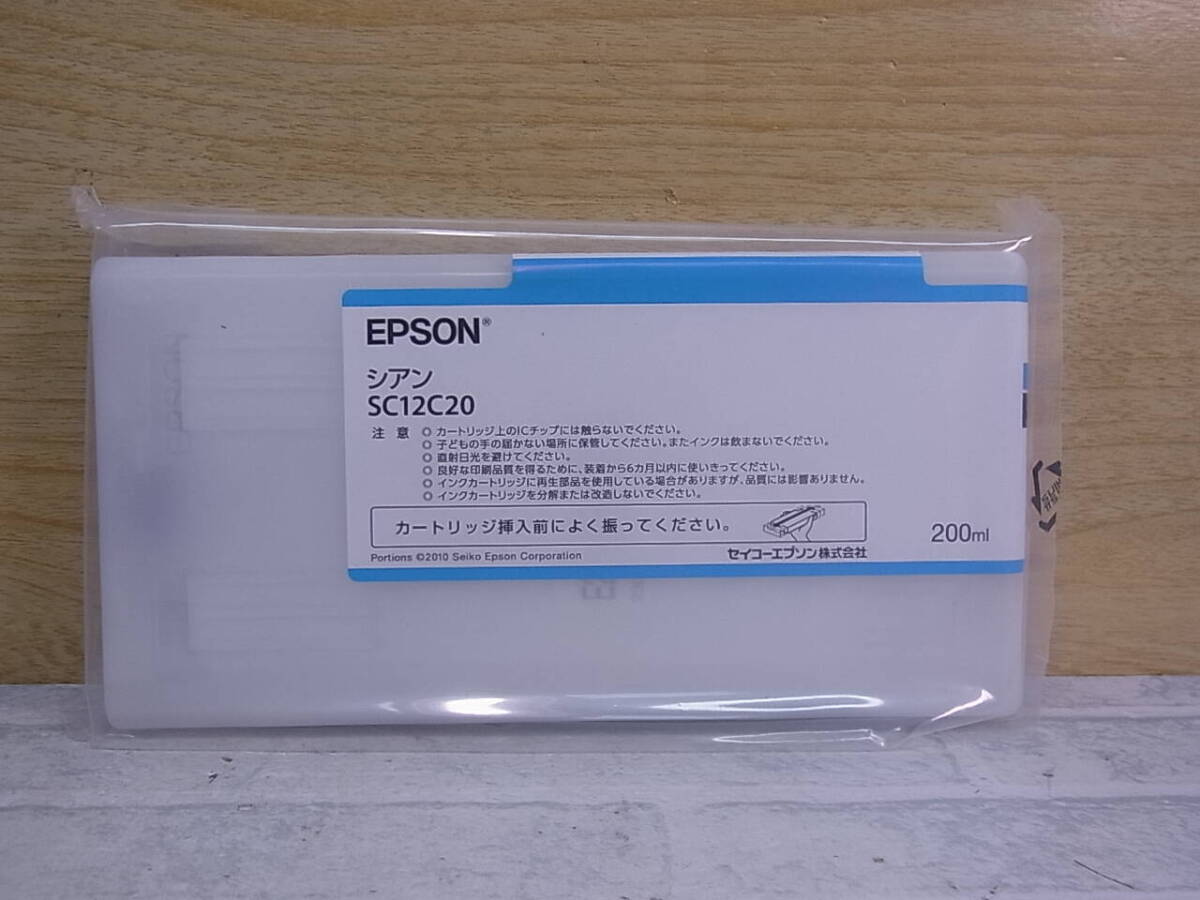 EPSON®
シアン
SC12C20
注 意 ◎ カートリッジ上のICチップには触らないでください。
◎ 子どもの手の届かない場所に保管してください。またインクは飲まないでください。
◎ 直射日光を避けてください。
◎ 良好な印刷品質を得るために、装着から6カ月以内に使いきってください。
◎ インクカートリッジに再生部品を使用している場合がありますが、品質には影響ありません。
◎ インクカートリッジを分解または改造しないでください。
カートリッジ挿入前によく振ってください。
200ml
Portions ©2010 Seiko Epson Corporation
セイコーエプソン株式会社